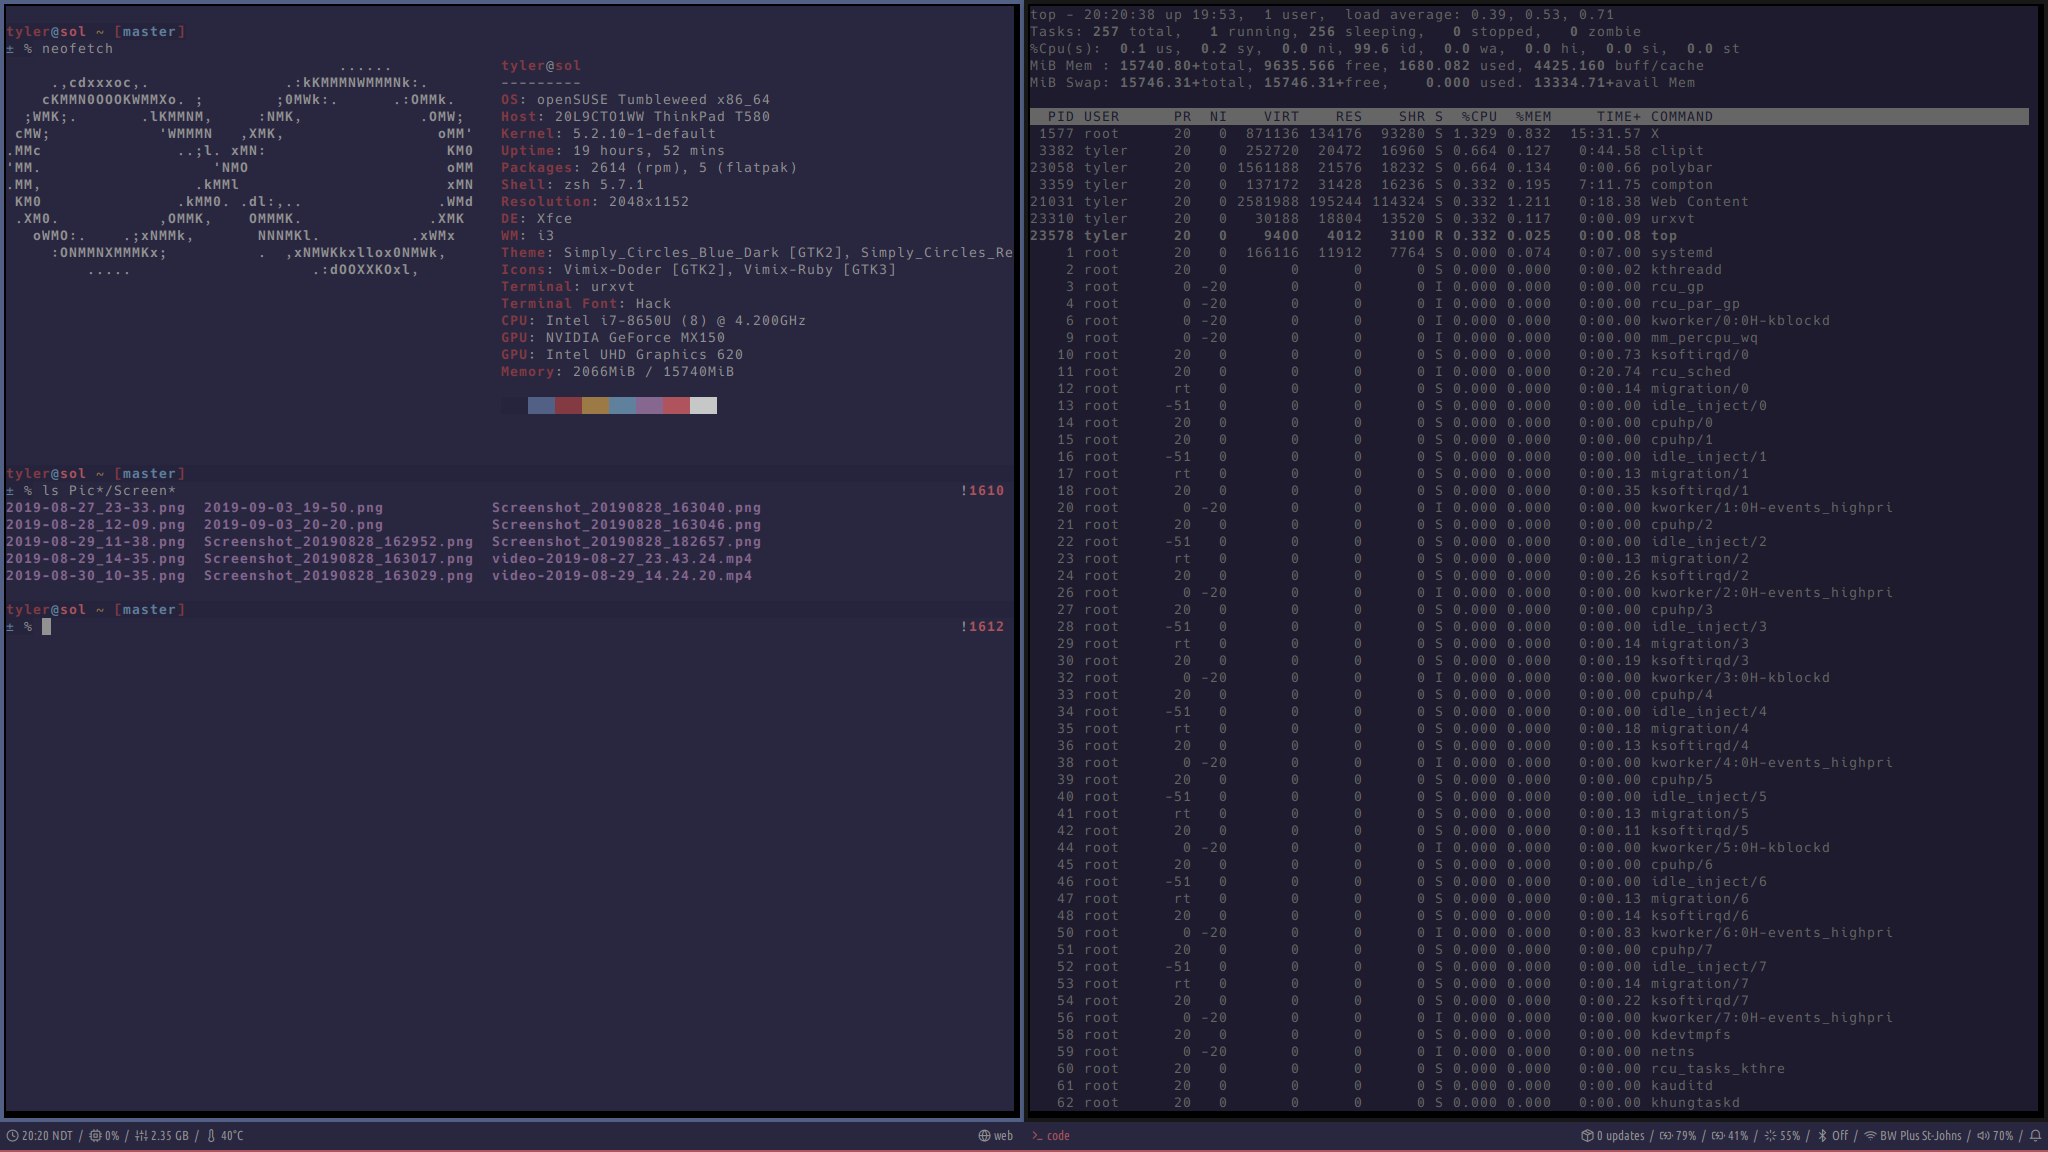 tyler@sol ~ [master]
± % neofetch
......
.,cdxxxoc,.               .:kKMMMNWMMMNk:.
cKMMN0OOOKWMMXo. ;        ;0MWk:.      .:OMMk.
;WMK;.       .lKMMNM,     :NMK,             .OMW;
cMW;            'WMMMN   ,XMK,                 oMM'
.MMc               ..;l. xMN:                    KM0
'MM.                   'NMO                      oMM
.MM,                 .kMMl                       xMN
KM0               .kMM0. .dl:,..               .WMd
.XM0.           ,OMMK,    OMMMK.              .XMK
oWMO:.    .;xNMMk,       NNNMKl.          .xWMx
:ONMMNXMMMKx;          .  ,xNMWKkxllox0NMWk,
.....                    .:dOOXXKOxl,
tyler@sol
---------
OS: openSUSE Tumbleweed x86_64
Host: 20L9CTO1WW ThinkPad T580
Kernel: 5.2.10-1-default
Uptime: 19 hours, 52 mins
Packages: 2614 (rpm), 5 (flatpak)
Shell: zsh 5.7.1
Resolution: 2048x1152
DE: Xfce
WM: i3
Theme: Simply_Circles_Blue_Dark [GTK2], Simply_Circles_Re
Icons: Vimix-Doder [GTK2], Vimix-Ruby [GTK3]
Terminal: urxvt
Terminal Font: Hack
CPU: Intel i7-8650U (8) @ 4.200GHz
GPU: NVIDIA GeForce MX150
GPU: Intel UHD Graphics 620
Memory: 2066MiB / 15740MiB
tyler@sol ~ [master]
± % ls Pic*/Screen* !1610
2019-08-27_23-33.png  2019-09-03_19-50.png            Screenshot_20190828_163040.png
2019-08-28_12-09.png  2019-09-03_20-20.png            Screenshot_20190828_163046.png
2019-08-29_11-38.png  Screenshot_20190828_162952.png  Screenshot_20190828_182657.png
2019-08-29_14-35.png  Screenshot_20190828_163017.png  video-2019-08-27_23.43.24.mp4
2019-08-30_10-35.png  Screenshot_20190828_163029.png  video-2019-08-29_14.24.20.mp4
tyler@sol ~ [master]
± % !1612
top - 20:20:38 up 19:53,  1 user,  load average: 0.39, 0.53, 0.71
Tasks: 257 total,   1 running, 256 sleeping,   0 stopped,   0 zombie
%Cpu(s):  0.1 us,  0.2 sy,  0.0 ni, 99.6 id,  0.0 wa,  0.0 hi,  0.0 si,  0.0 st
MiB Mem : 15740.80+total, 9635.566 free, 1680.082 used, 4425.160 buff/cache
MiB Swap: 15746.31+total, 15746.31+free,    0.000 used. 13334.71+avail Mem
PID USER PR NI VIRT RES SHR S %CPU %MEM TIME+ COMMAND
1577 root 20 0 871136 134176 93280 S 1.329 0.832 15:31.57 X
3382 tyler 20 0 252720 20472 16960 S 0.664 0.127 0:44.58 clipit
23058 tyler 20 0 1561188 21576 18232 S 0.664 0.134 0:00.66 polybar
3359 tyler 20 0 137172 31428 16236 S 0.332 0.195 7:11.75 compton
21031 tyler 20 0 2581988 195244 114324 S 0.332 1.211 0:18.38 Web Content
23310 tyler 20 0 30188 18804 13520 S 0.332 0.117 0:00.09 urxvt
23578 tyler 20 0 9400 4012 3100 R 0.332 0.025 0:00.08 top
1 root 20 0 166116 11912 7764 S 0.000 0.074 0:07.00 systemd
2 root 20 0 0 0 0 S 0.000 0.000 0:00.02 kthreadd
3 root 0 -20 0 0 0 I 0.000 0.000 0:00.00 rcu_gp
4 root 0 -20 0 0 0 I 0.000 0.000 0:00.00 rcu_par_gp
6 root 0 -20 0 0 0 I 0.000 0.000 0:00.00 kworker/0:0H-kblockd
9 root 0 -20 0 0 0 I 0.000 0.000 0:00.00 mm_percpu_wq
10 root 20 0 0 0 0 S 0.000 0.000 0:00.73 ksoftirqd/0
11 root 20 0 0 0 0 I 0.000 0.000 0:20.74 rcu_sched
12 root rt 0 0 0 0 S 0.000 0.000 0:00.14 migration/0
13 root -51 0 0 0 0 S 0.000 0.000 0:00.00 idle_inject/0
14 root 20 0 0 0 0 S 0.000 0.000 0:00.00 cpuhp/0
15 root 20 0 0 0 0 S 0.000 0.000 0:00.00 cpuhp/1
16 root -51 0 0 0 0 S 0.000 0.000 0:00.00 idle_inject/1
17 root rt 0 0 0 0 S 0.000 0.000 0:00.13 migration/1
18 root 20 0 0 0 0 S 0.000 0.000 0:00.35 ksoftirqd/1
20 root 0 -20 0 0 0 I 0.000 0.000 0:00.00 kworker/1:0H-events_highpri
21 root 20 0 0 0 0 S 0.000 0.000 0:00.00 cpuhp/2
22 root -51 0 0 0 0 S 0.000 0.000 0:00.00 idle_inject/2
23 root rt 0 0 0 0 S 0.000 0.000 0:00.13 migration/2
24 root 20 0 0 0 0 S 0.000 0.000 0:00.26 ksoftirqd/2
26 root 0 -20 0 0 0 I 0.000 0.000 0:00.00 kworker/2:0H-events_highpri
27 root 20 0 0 0 0 S 0.000 0.000 0:00.00 cpuhp/3
28 root -51 0 0 0 0 S 0.000 0.000 0:00.00 idle_inject/3
29 root rt 0 0 0 0 S 0.000 0.000 0:00.14 migration/3
30 root 20 0 0 0 0 S 0.000 0.000 0:00.19 ksoftirqd/3
32 root 0 -20 0 0 0 I 0.000 0.000 0:00.00 kworker/3:0H-kblockd
33 root 20 0 0 0 0 S 0.000 0.000 0:00.00 cpuhp/4
34 root -51 0 0 0 0 S 0.000 0.000 0:00.00 idle_inject/4
35 root rt 0 0 0 0 S 0.000 0.000 0:00.18 migration/4
36 root 20 0 0 0 0 S 0.000 0.000 0:00.13 ksoftirqd/4
38 root 0 -20 0 0 0 I 0.000 0.000 0:00.00 kworker/4:0H-events_highpri
39 root 20 0 0 0 0 S 0.000 0.000 0:00.00 cpuhp/5
40 root -51 0 0 0 0 S 0.000 0.000 0:00.00 idle_inject/5
41 root rt 0 0 0 0 S 0.000 0.000 0:00.13 migration/5
42 root 20 0 0 0 0 S 0.000 0.000 0:00.11 ksoftirqd/5
44 root 0 -20 0 0 0 I 0.000 0.000 0:00.00 kworker/5:0H-kblockd
45 root 20 0 0 0 0 S 0.000 0.000 0:00.00 cpuhp/6
46 root -51 0 0 0 0 S 0.000 0.000 0:00.00 idle_inject/6
47 root rt 0 0 0 0 S 0.000 0.000 0:00.13 migration/6
48 root 20 0 0 0 0 S 0.000 0.000 0:00.14 ksoftirqd/6
50 root 0 -20 0 0 0 I 0.000 0.000 0:00.83 kworker/6:0H-events_highpri
51 root 20 0 0 0 0 S 0.000 0.000 0:00.00 cpuhp/7
52 root -51 0 0 0 0 S 0.000 0.000 0:00.00 idle_inject/7
53 root rt 0 0 0 0 S 0.000 0.000 0:00.14 migration/7
54 root 20 0 0 0 0 S 0.000 0.000 0:00.22 ksoftirqd/7
56 root 0 -20 0 0 0 I 0.000 0.000 0:00.00 kworker/7:0H-events_highpri
58 root 20 0 0 0 0 S 0.000 0.000 0:00.00 kdevtmpfs
59 root 0 -20 0 0 0 I 0.000 0.000 0:00.00 netns
60 root 20 0 0 0 0 S 0.000 0.000 0:00.00 rcu_tasks_kthre
61 root 20 0 0 0 0 S 0.000 0.000 0:00.00 kauditd
62 root 20 0 0 0 0 S 0.000 0.000 0:00.00 khungtaskd
20:20 NDT / 0% / 2.35 GB / 40°C
web
code
0 updates / 79% / 41% / 55% / Off / BW Plus St-Johns / 70% /